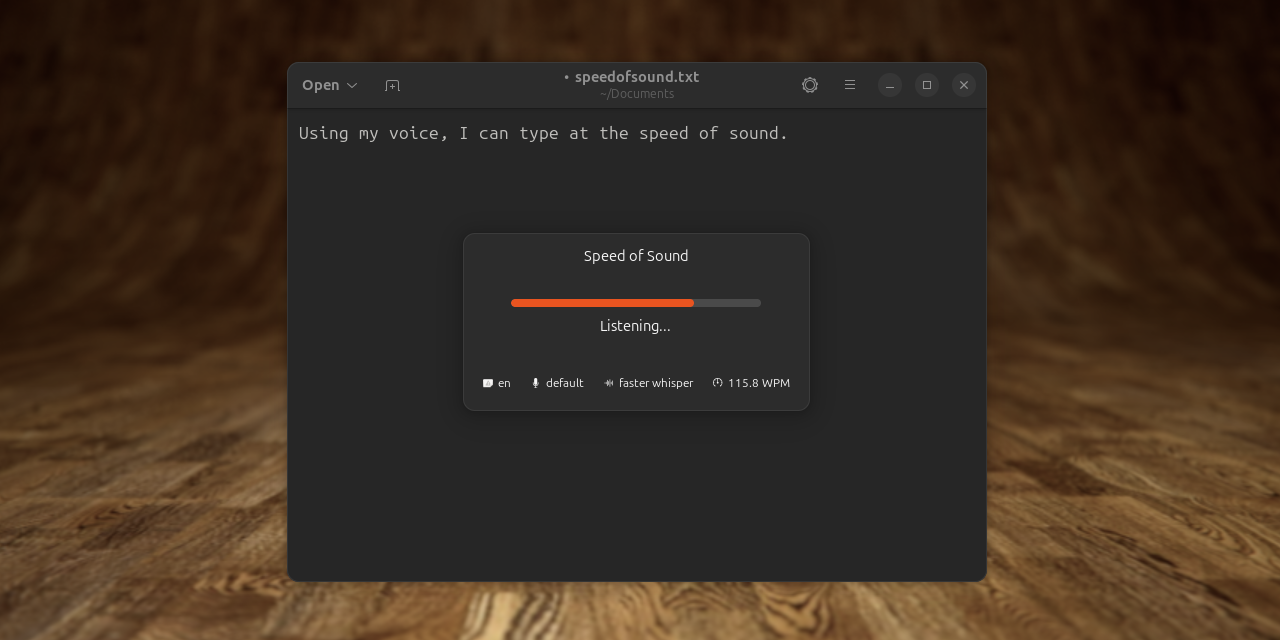 Open
• speedofsound.txt
~/Documents
Using my voice, I can type at the speed of sound.
Speed of Sound
Listening...
en default faster whisper 115.8 WPM